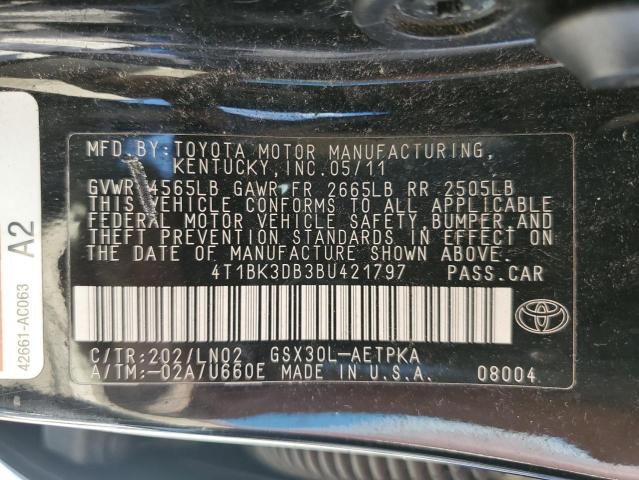 MFD.BY:TOYOTA MOTOR MANUFACTURING,
KENTUCKY, INC.05/11
GVWR 4565LB GAWR FR 2665LB RR 2505LB
THIS VEHICLE CONFORMS TO ALL APPLICABLE
FEDERAL MOTOR VEHICLE SAFETY, BUMPER, AND
THEFT PREVENTION STANDARDS IN EFFECT ON
THE DATE OF MANUFACTURE SHOWN ABOVE.
4T1BK3DB3BU421797 PASS.CAR
C/TR:202/LN02 GSX30L-AETPKA
A/TM:-02A/U660E MADE IN U.S.A. 08004
TOYOTA
42661-AC063 A2